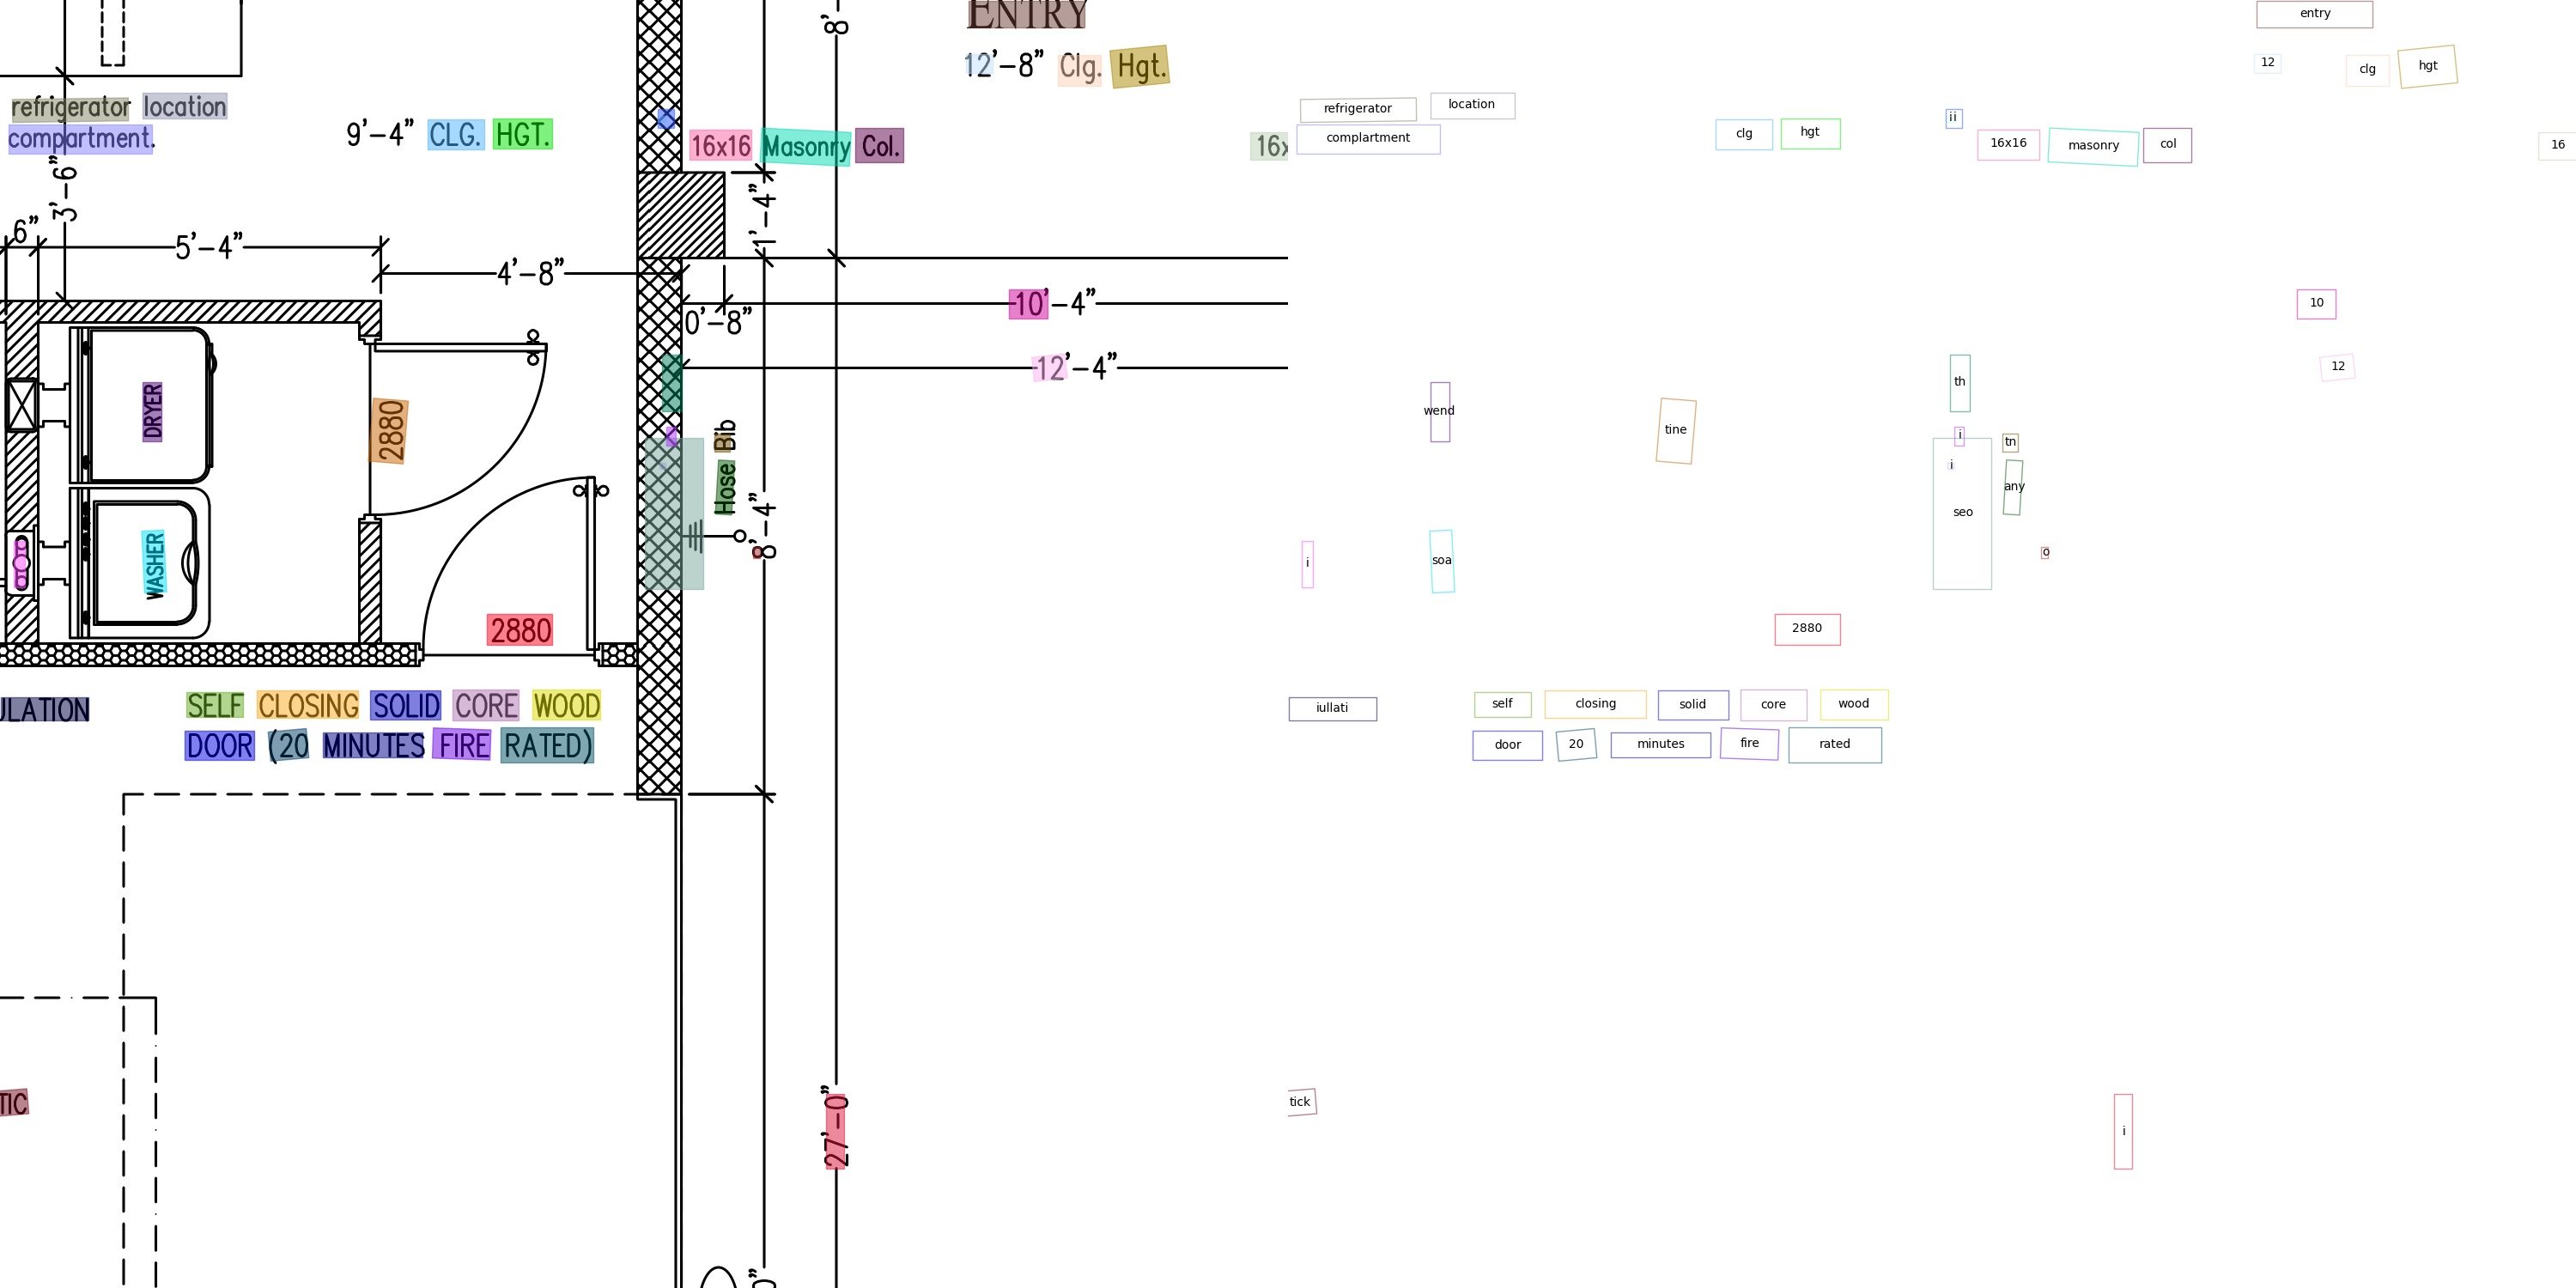 8'-
ENTRY
12'-8" Clg. Hgt.
refrigerator location
compartment.
9'-4" CLG. HGT.
16x16 Masonry Col.
16x
3'-6"
6"
5'-4"
4'-8"
1'-4"
10'-4"
0'-8"
12'-4"
DRYER
2880
Hose Bib
8'-4"
WASHER
2880
ULATION
SELF CLOSING SOLID CORE WOOD
DOOR (20 MINUTES FIRE RATED)
TIC
27'-0"
0"
entry
12 clg hgt
refrigerator location
complartment
clg hgt
ii
16x16 masonry col
16
10
th
12
wend
tine
i
tn
i
seo
any
i
soa
o
2880
iullati
self closing solid core wood
door 20 minutes fire rated
tick
i